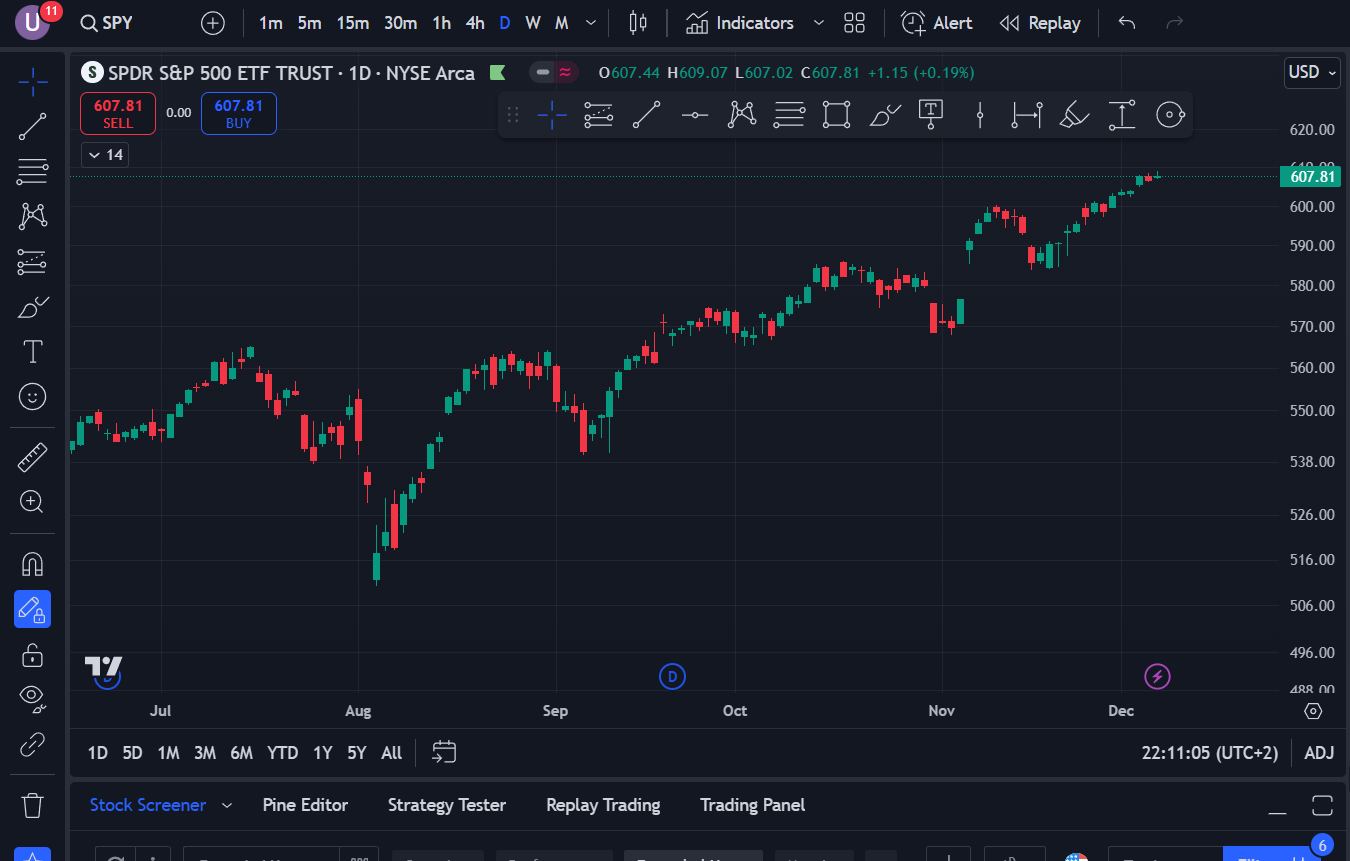 U 11 SPY 1m 5m 15m 30m 1h 4h D W M Indicators Alert Replay
S SPDR S&P 500 ETF TRUST · 1D · NYSE Arca O607.44 H609.07 L607.02 C607.81 +1.15 (+0.19%) USD
607.81 0.00 607.81
SELL BUY
14
620.00
607.81
600.00
590.00
580.00
570.00
560.00
550.00
538.00
526.00
516.00
506.00
496.00
488.00
D
Jul Aug Sep Oct Nov Dec
1D 5D 1M 3M 6M YTD 1Y 5Y All 22:11:05 (UTC+2) ADJ
Stock Screener Pine Editor Strategy Tester Replay Trading Trading Panel
6